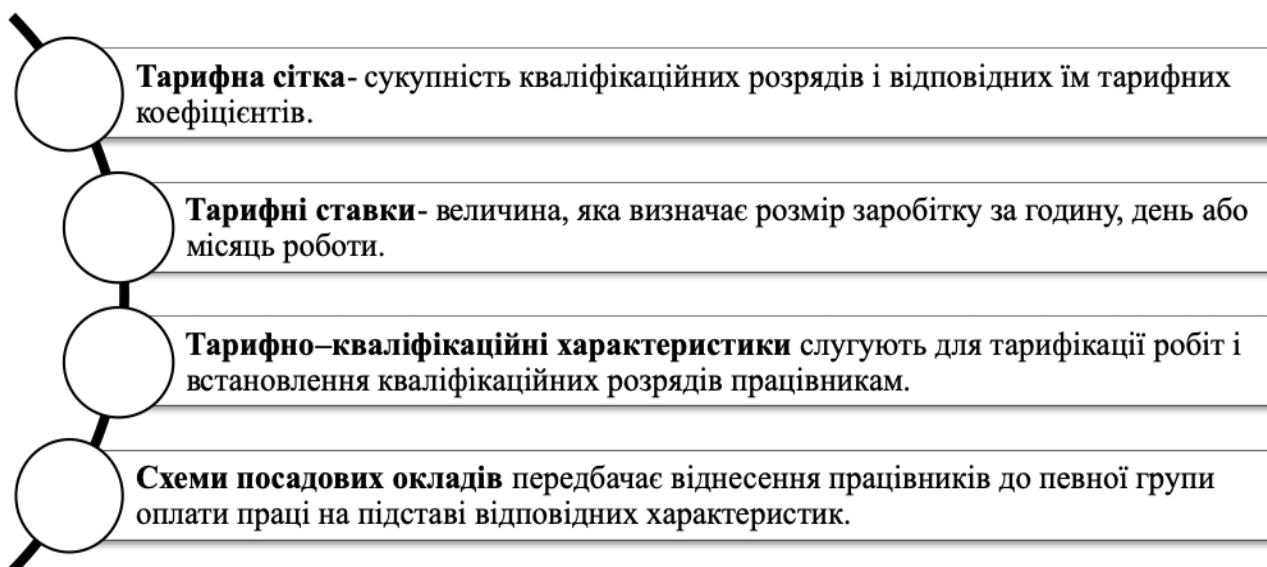 Тарифна сітка- сукупність кваліфікаційних розрядів і відповідних їм тарифних
коефіцієнтів.
Тарифні ставки- величина, яка визначає розмір заробітку за годину, день або
місяць роботи.
Тарифно–кваліфікаційні характеристики слугують для тарифікації робіт і
встановлення кваліфікаційних розрядів працівникам.
Схеми посадових окладів передбачає віднесення працівників до певної групи
оплати праці на підставі відповідних характеристик.